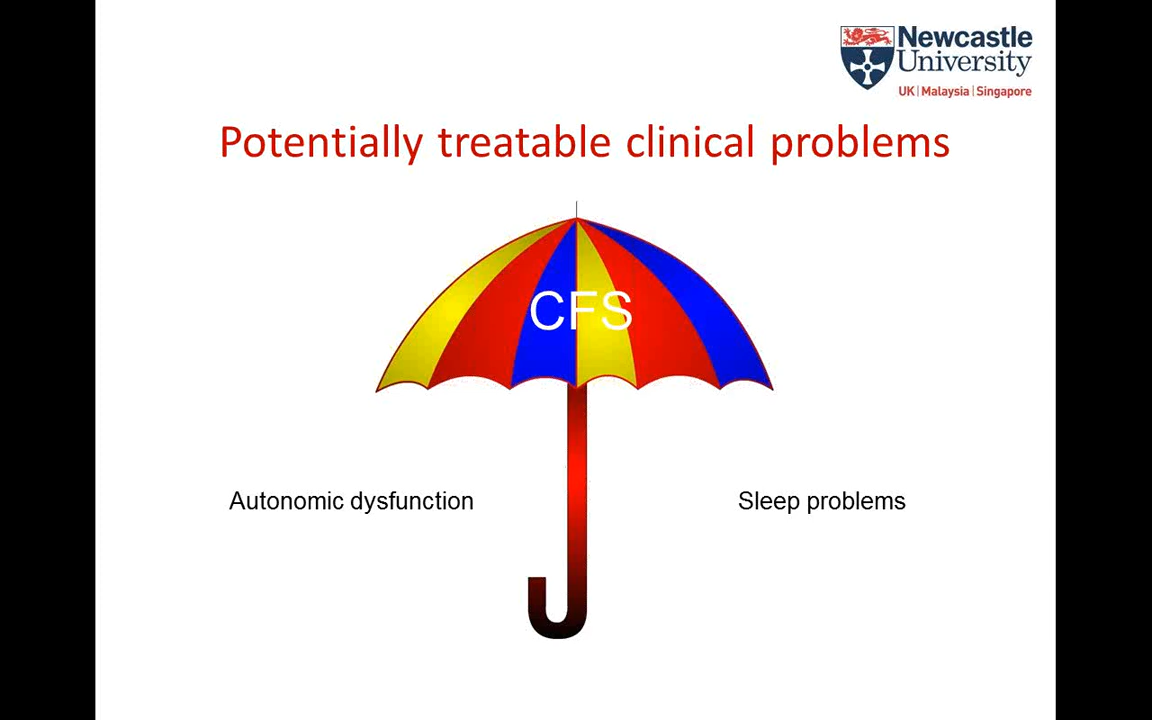 Newcastle
University
UK | Malaysia | Singapore
Potentially treatable clinical problems
CFS
Autonomic dysfunction
Sleep problems